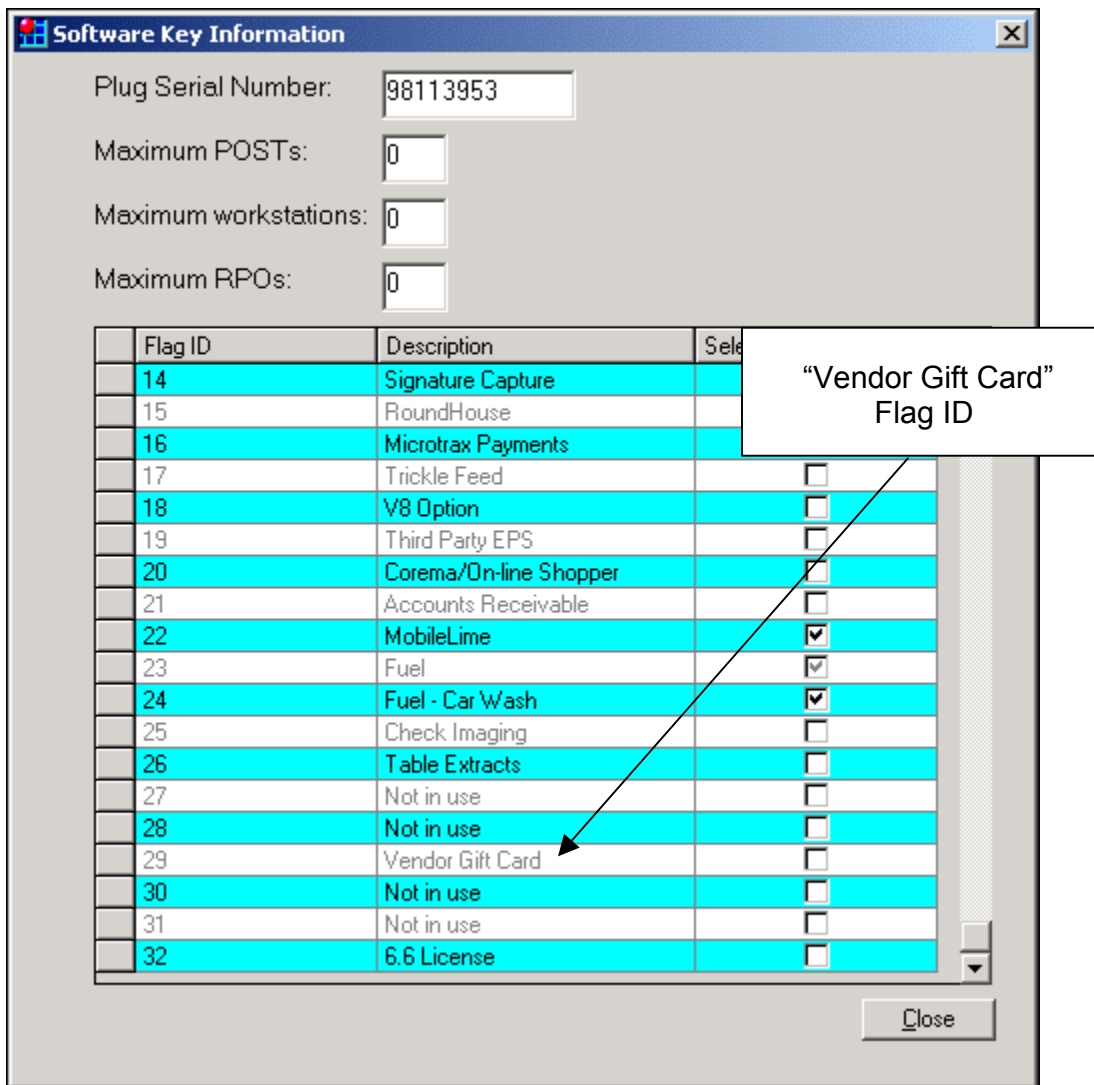 Software Key Information
Plug Serial Number: 98113953
Maximum POSTs: 0
Maximum workstations: 0
Maximum RPOs: 0
Flag ID Description Sele
"Vendor Gift Card"
Flag ID
14 Signature Capture
15 RoundHouse
16 Microtrax Payments
17 Trickle Feed
18 V8 Option
19 Third Party EPS
20 Corema/On-line Shopper
21 Accounts Receivable
22 MobileLime
23 Fuel
24 Fuel - Car Wash
25 Check Imaging
26 Table Extracts
27 Not in use
28 Not in use
29 Vendor Gift Card
30 Not in use
31 Not in use
32 6.6 License
Close